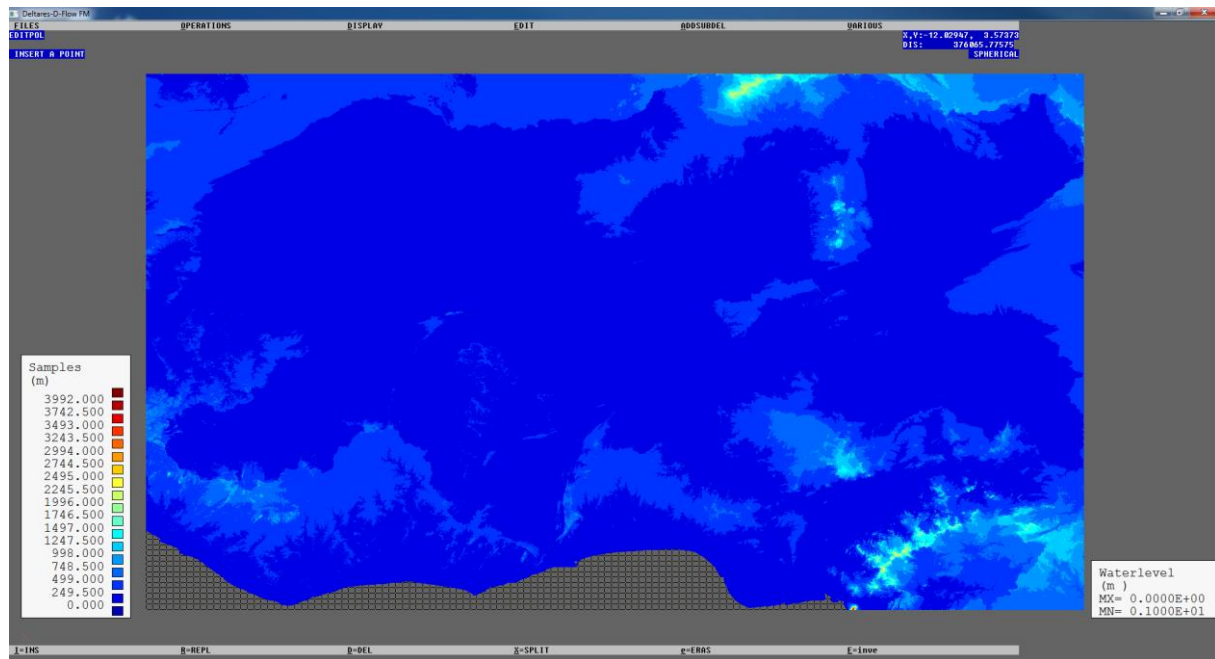 Deltares-D-Flow FM
FILES OPERATIONS DISPLAY EDIT ADDSUBDEL VARIOUS
EDITPOL
X,Y:-12.02947, 3.57373
DIS: 376065.77575
INSERT A POINT
SPHERICAL
Samples
(m)
3992.000
3742.500
3493.000
3243.500
2994.000
2744.500
2495.000
2245.500
1996.000
1746.500
1497.000
1247.500
998.000
748.500
499.000
249.500
0.000
Waterlevel
(m )
MX= 0.0000E+00
MN= 0.1000E+01
I=INS R=REPL D=DEL X=SPLIT e=ERAS F=inve